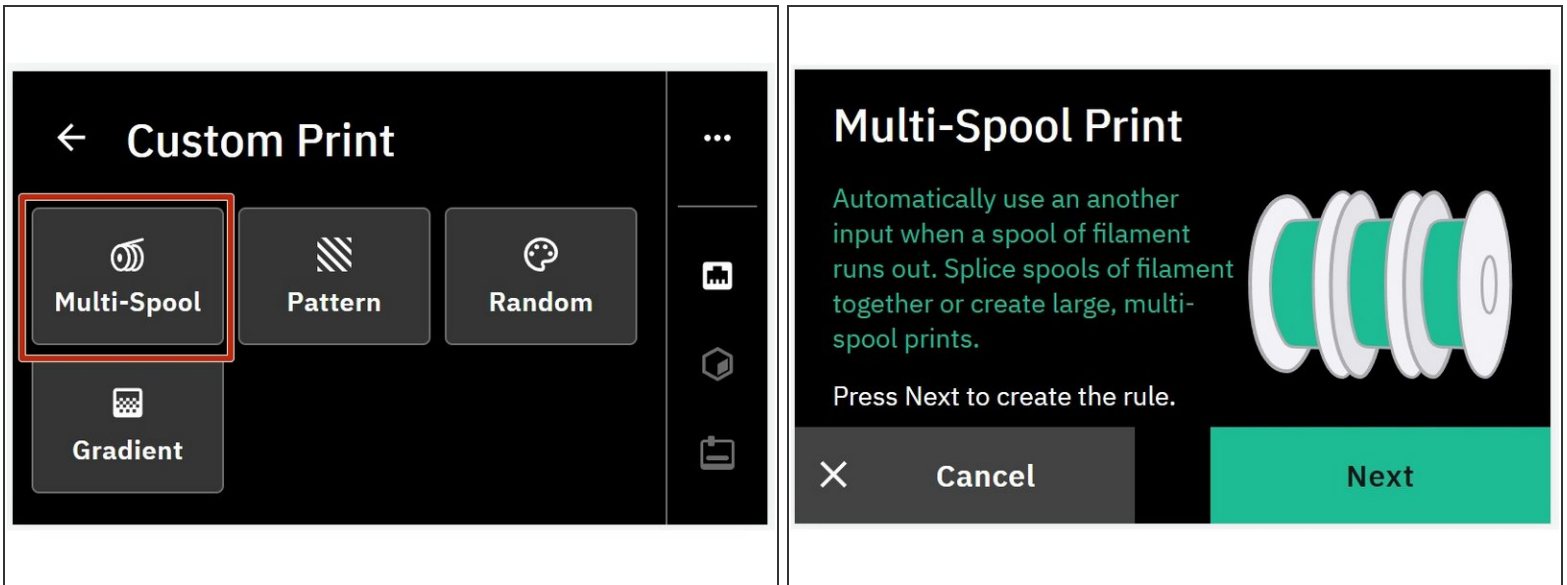 Custom Print
Multi-Spool
Pattern
Random
Gradient
Multi-Spool Print
Automatically use an another
input when a spool of filament
runs out. Splice spools of filament
together or create large, multi-
spool prints.
Press Next to create the rule.
Cancel
Next